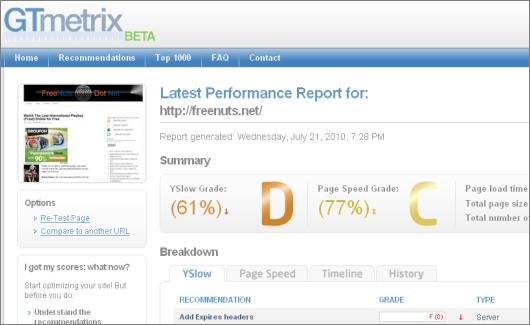 GTmetrix
BETA
Home Recommendations Top 1000 FAQ Contact
FreeNuts Dot Net
Watch The Last International Playboy
(Free) Online for Free
GROUPON
90%
Latest Performance Report for:
http://freenuts.net/
Report generated: Wednesday, July 21, 2010, 7:28 PM
Summary
YSlow Grade:
(61%)
D
Page Speed Grade:
(77%)
C
Page load time
Total page size
Total number o
Options
Re-Test Page
Compare to another URL
I got my scores; what now?
Start optimizing your site! But
before you do:
Understand the
Breakdown
YSlow Page Speed Timeline History
RECOMMENDATION GRADE TYPE
Add Expires headers F (0) Server